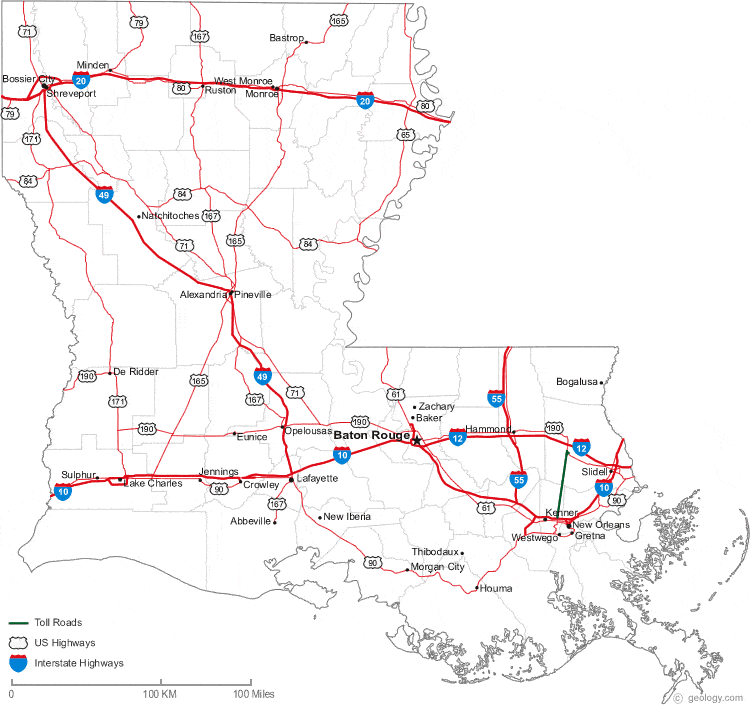 71
79
167
165
Bastrop
Minden
Bossier City
20
West Monroe
Shreveport
80
Ruston
Monroe
20
80
79
171
65
84
49
84
Natchitoches
167
71
165
84
Alexandria
Pineville
190
De Ridder
165
49
167
71
61
55
Bogalusa
171
Zachary
Baker
190
Eunice
Opelousas
190
Baton Rouge
12
Hammond
190
12
10
Sulphur
Lake Charles
Jennings
90
Crowley
Lafayette
Slidell
55
10
90
10
167
61
Kenner
New Orleans
Abbeville
New Iberia
Westwego
Gretna
Thibodaux
90
Morgan City
Houma
Toll Roads
US Highways
Interstate Highways
0
100 KM
100 Miles
© geology.com